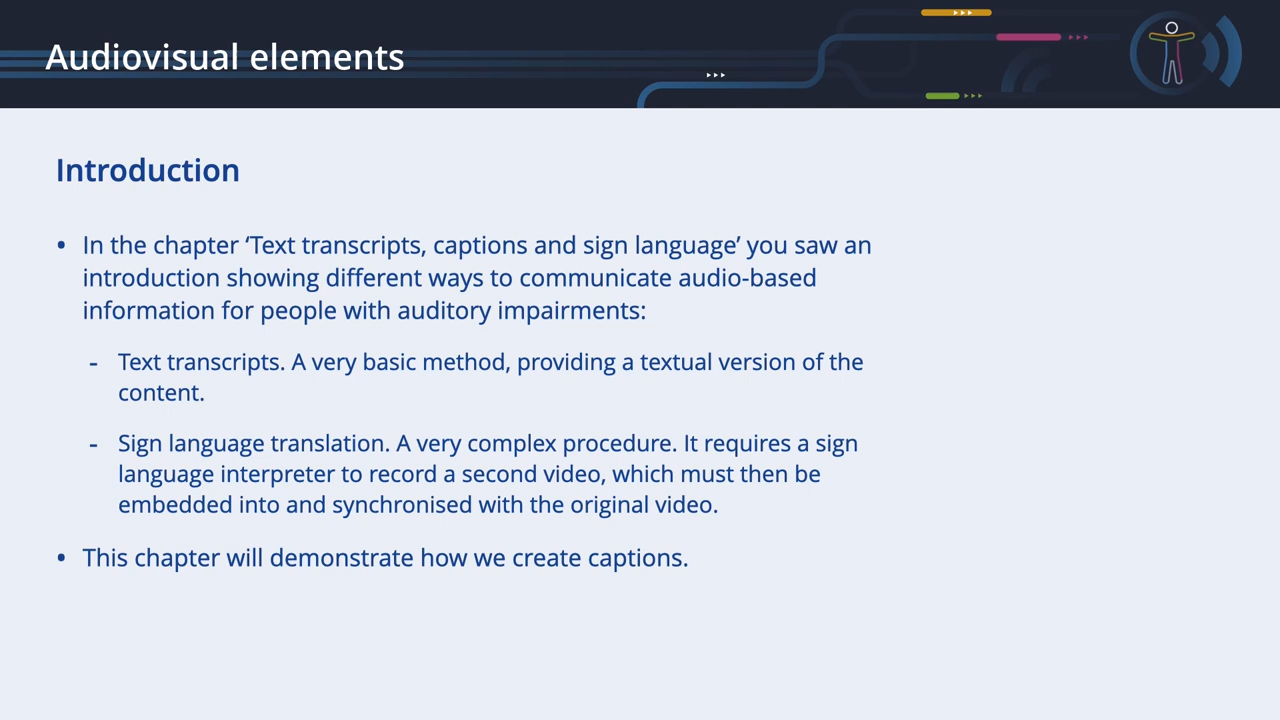 Audiovisual elements
Introduction
• In the chapter ‘Text transcripts, captions and sign language’ you saw an
introduction showing different ways to communicate audio-based
information for people with auditory impairments:
- Text transcripts. A very basic method, providing a textual version of the
content.
- Sign language translation. A very complex procedure. It requires a sign
language interpreter to record a second video, which must then be
embedded into and synchronised with the original video.
• This chapter will demonstrate how we create captions.